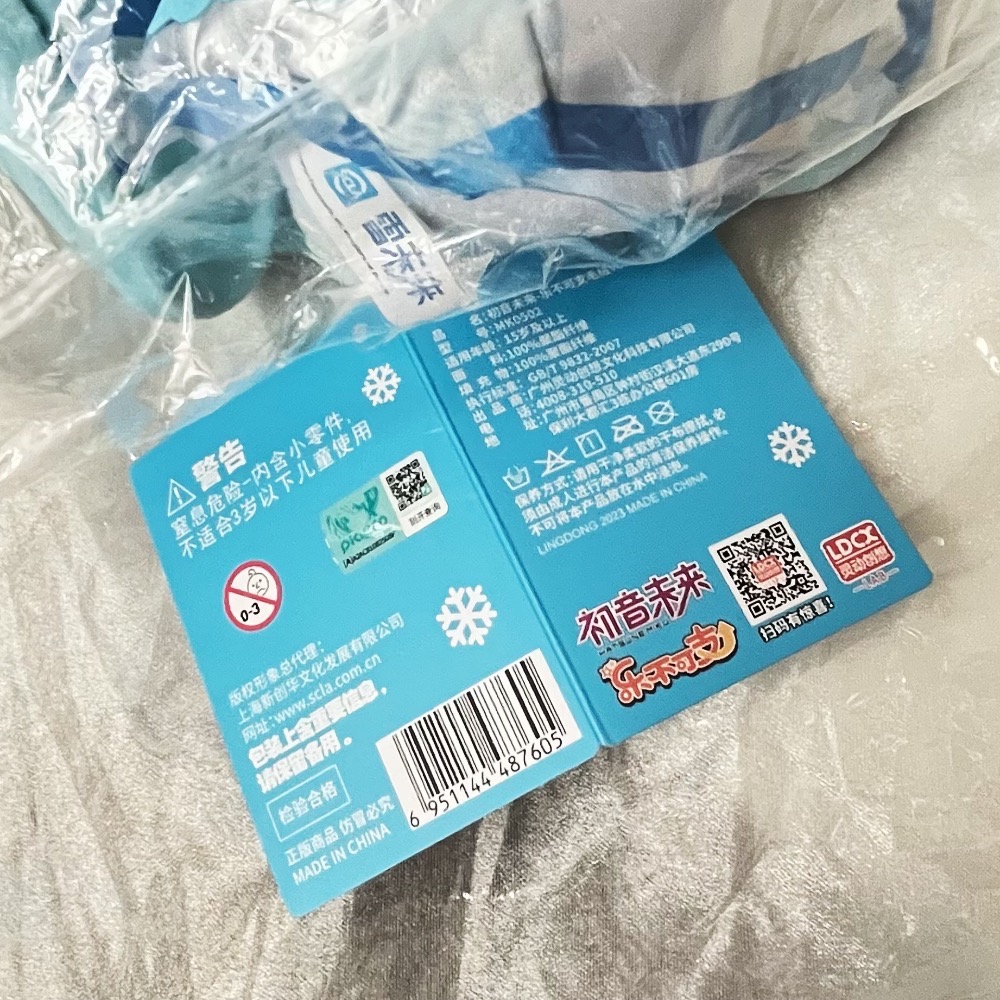 音未来
警告
窒息危险-内含小零件,
不适合3岁以下儿童使用
刮开查询
0-3
版权形象总代理:
上海新创华文化发展有限公司
网址:www.scla.com.cn
包装上含重要信息,
请保留备用。
检验合格
正版商品 仿冒必究
MADE IN CHINA
6 951144 487605
品 名:初音未来-乐不可支
号:MKG502
适用年龄: 15岁及以上
面 料:100%聚酯纤维
填 充 物:100%聚酯纤维
执行标准: GB/T 9832-2007
出 品 商: 广州灵动创想文化科技有限公司
电 话:4008-310-510
地 址:广州市番禺区钟村街汉溪大道东290号
保利大都汇3栋办公楼601房
保养方式:请用干净柔软的干布擦拭,必
须由成人进行本产品的清洁保养操作。
不可将本产品放在水中浸泡。
LINGDONG 2023 MADE IN CHINA
初音未来
乐不可支
LDCX
扫码有惊喜!
LDCX
灵动创想